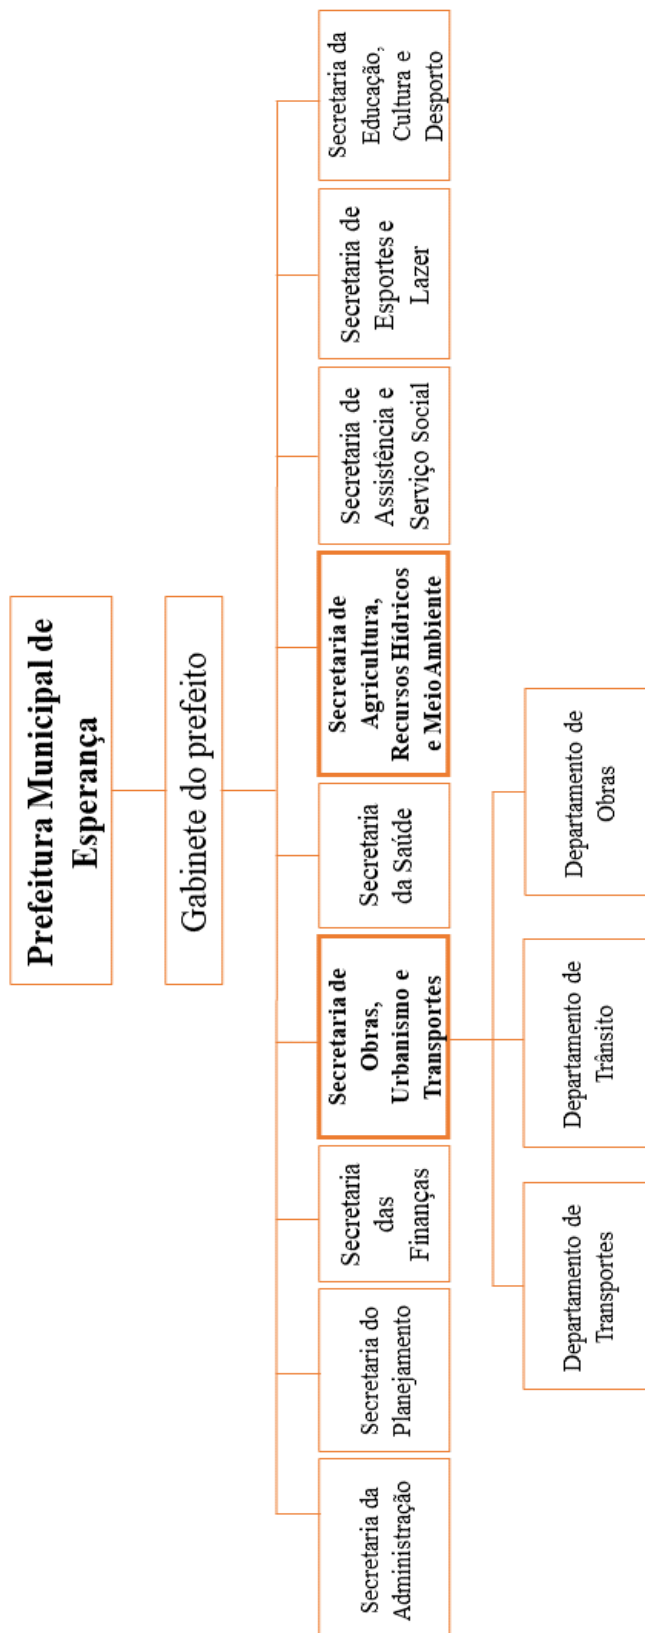 Prefeitura Municipal de
Esperança
Gabinete do prefeito
Secretaria da
Administração
Secretaria do
Planejamento
Secretaria
das
Finanças
Secretaria de
Obras,
Urbanismo e
Transportes
Secretaria
da Saúde
Secretaria de
Agricultura,
Recursos Hídricos
e Meio Ambiente
Secretaria de
Assistência e
Serviço Social
Secretaria de
Esportes e
Lazer
Secretaria da
Educação,
Cultura e
Desporto
Departamento de
Transportes
Departamento de
Trânsito
Departamento de
Obras